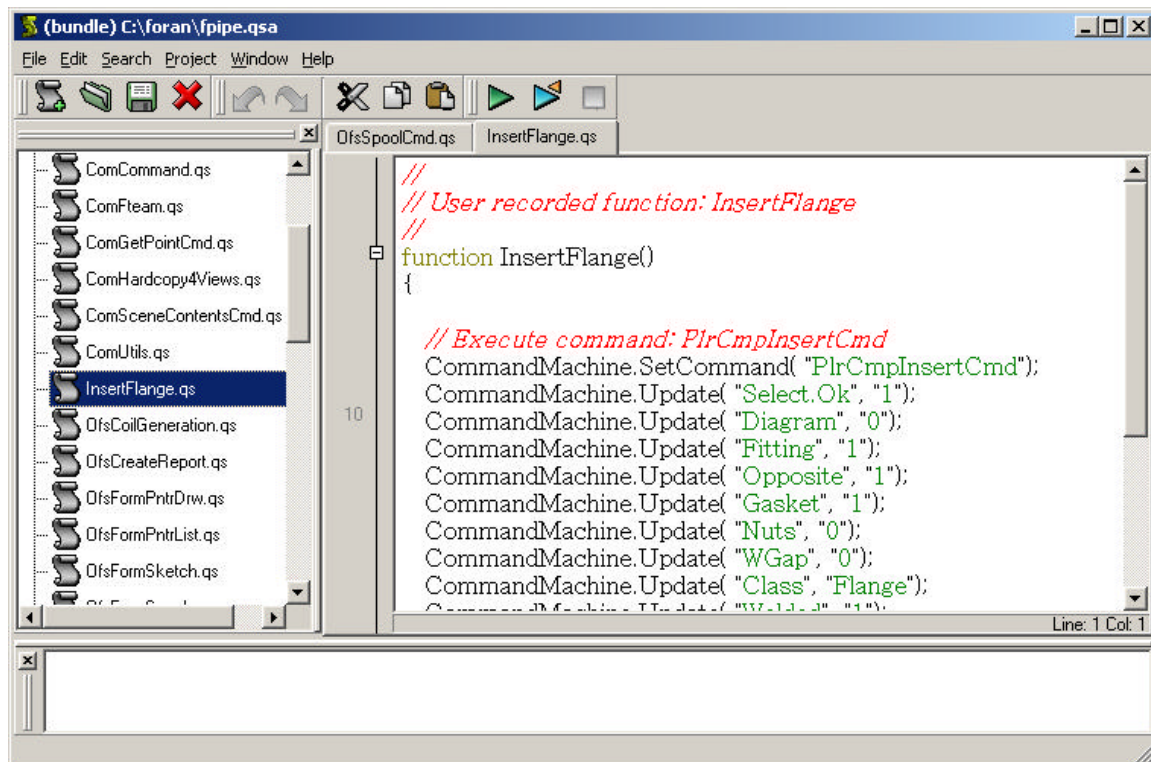 (bundle) C:\foran\fpipe.qsa
File Edit Search Project Window Help
OfsSpoolCmd.qs InsertFlange.qs
ComCommand.qs
ComFteam.qs
ComGetPointCmd.qs
ComHardcopy4Views.qs
ComSceneContentsCmd.qs
ComUtils.qs
InsertFlange.qs
OfsCoilGeneration.qs
OfsCreateReport.qs
OfsFormPntrDrw.qs
OfsFormPntrList.qs
OfsFormSketch.qs
//
// User recorded function: InsertFlange
//
function InsertFlange()
{
// Execute command: PlrCmpInsertCmd
CommandMachine.SetCommand( "PlrCmpInsertCmd");
CommandMachine.Update( "Select.Ok", "1");
10 CommandMachine.Update( "Diagram", "0");
CommandMachine.Update( "Fitting", "1");
CommandMachine.Update( "Opposite", "1");
CommandMachine.Update( "Gasket", "1");
CommandMachine.Update( "Nuts", "0");
CommandMachine.Update( "WGap", "0");
CommandMachine.Update( "Class", "Flange");
CommandMachine.Update( "Welded", "1");
Line: 1 Col: 1